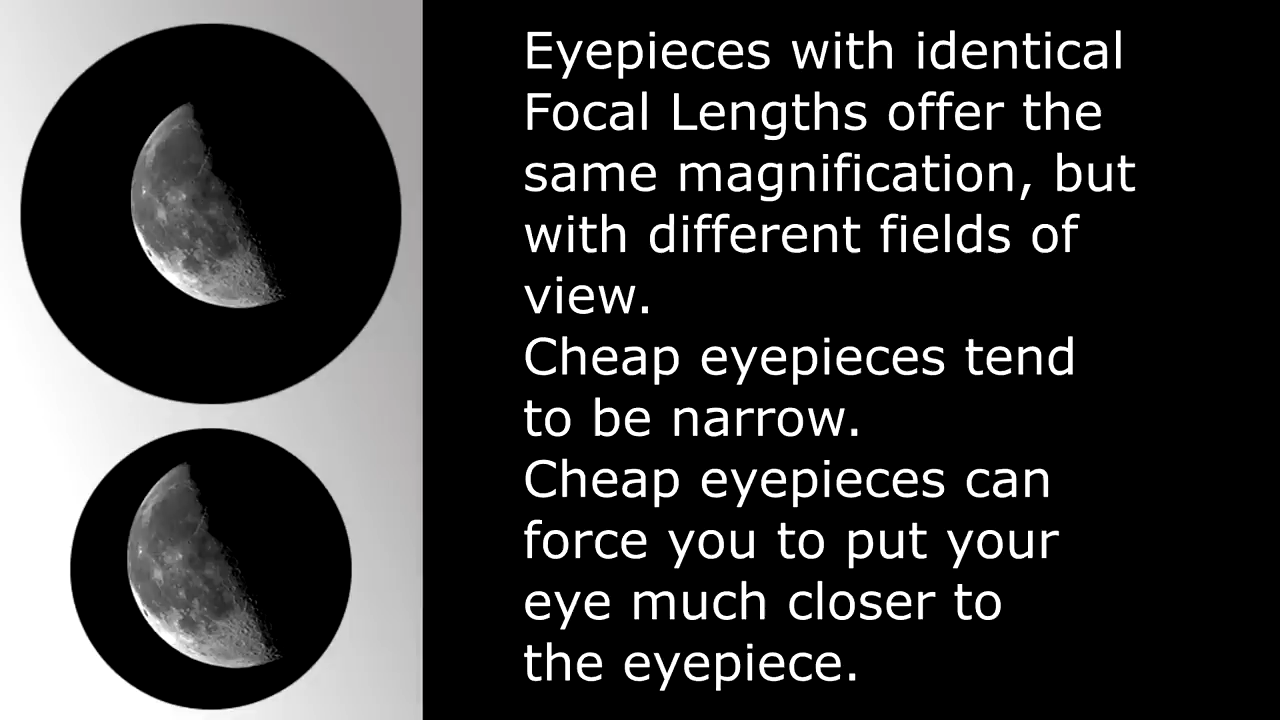 Eyepieces with identical
Focal Lengths offer the
same magnification, but
with different fields of
view.
Cheap eyepieces tend
to be narrow.
Cheap eyepieces can
force you to put your
eye much closer to
the eyepiece.